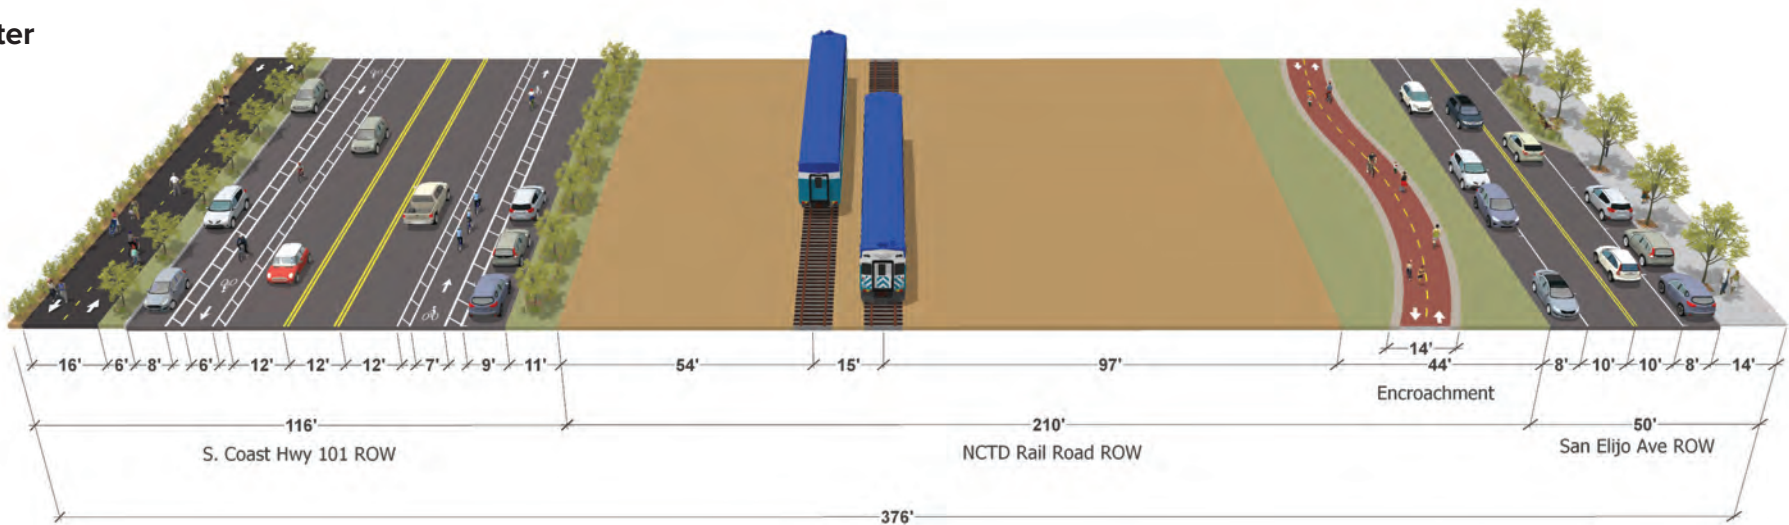 ter
14'
16' 6' 8' 6' 12' 12' 12' 7' 9' 11' 54' 15' 97' 44' 8' 10' 10' 8' 14'
Encroachment
116' 210' 50'
S. Coast Hwy 101 ROW NCTD Rail Road ROW San Elijo Ave ROW
376'